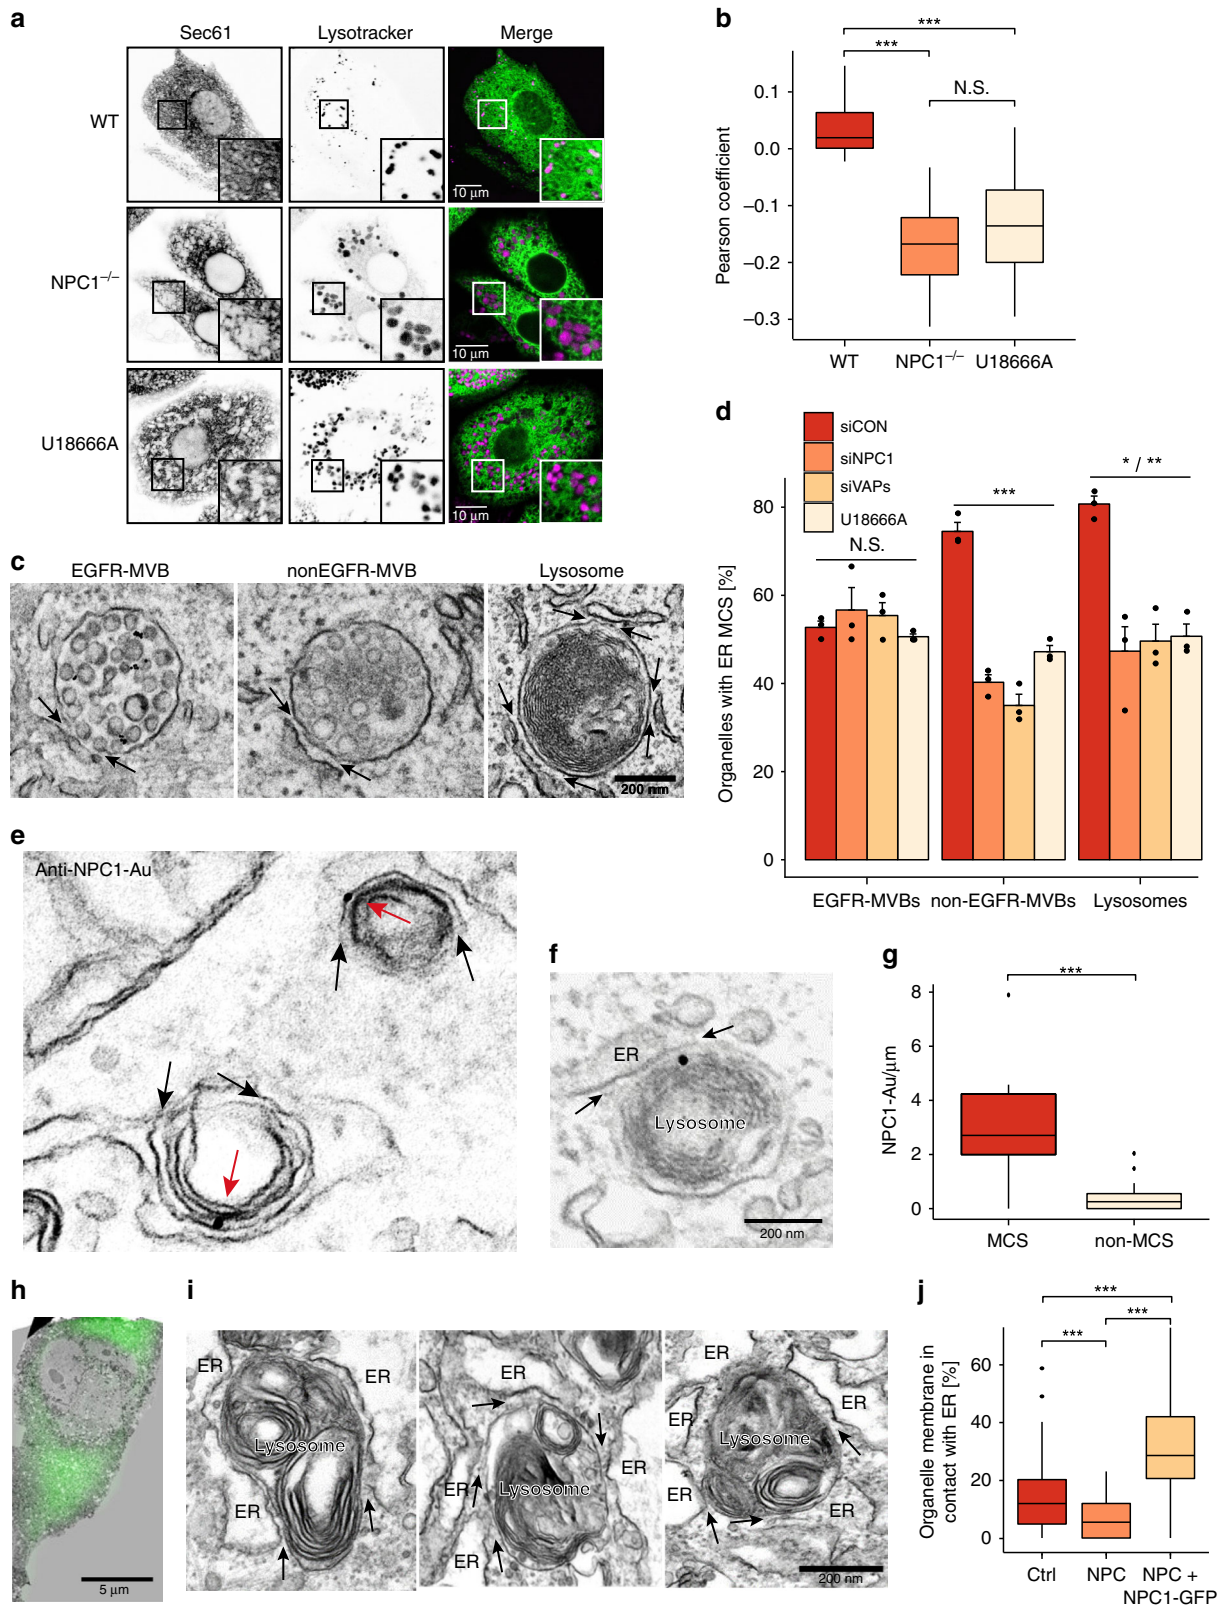 a
Sec61 Lysotracker Merge
WT
10 µm
NPC1–/–
10 µm
U18666A
10 µm
b
***
***
N.S.
Pearson coefficient
0.1
0.0
–0.1
–0.2
–0.3
WT NPC1–/– U18666A
c
EGFR-MVB nonEGFR-MVB Lysosome
200 nm
d
siCON
siNPC1
siVAPs
U18666A
N.S.
***
* / **
Organelles with ER MCS [%]
80
60
40
20
0
EGFR-MVBs non-EGFR-MVBs Lysosomes
e
Anti-NPC1-Au
f
ER
Lysosome
200 nm
g
***
NPC1-Au/µm
8
6
4
2
0
MCS non-MCS
h
5 µm
i
ER
ER
Lysosome
ER
ER
ER
Lysosome
ER
ER
ER
ER
ER
ER
Lysosome
ER
ER
200 nm
j
***
***
***
Organelle membrane in
contact with ER [%]
60
40
20
0
Ctrl NPC NPC +
NPC1-GFP